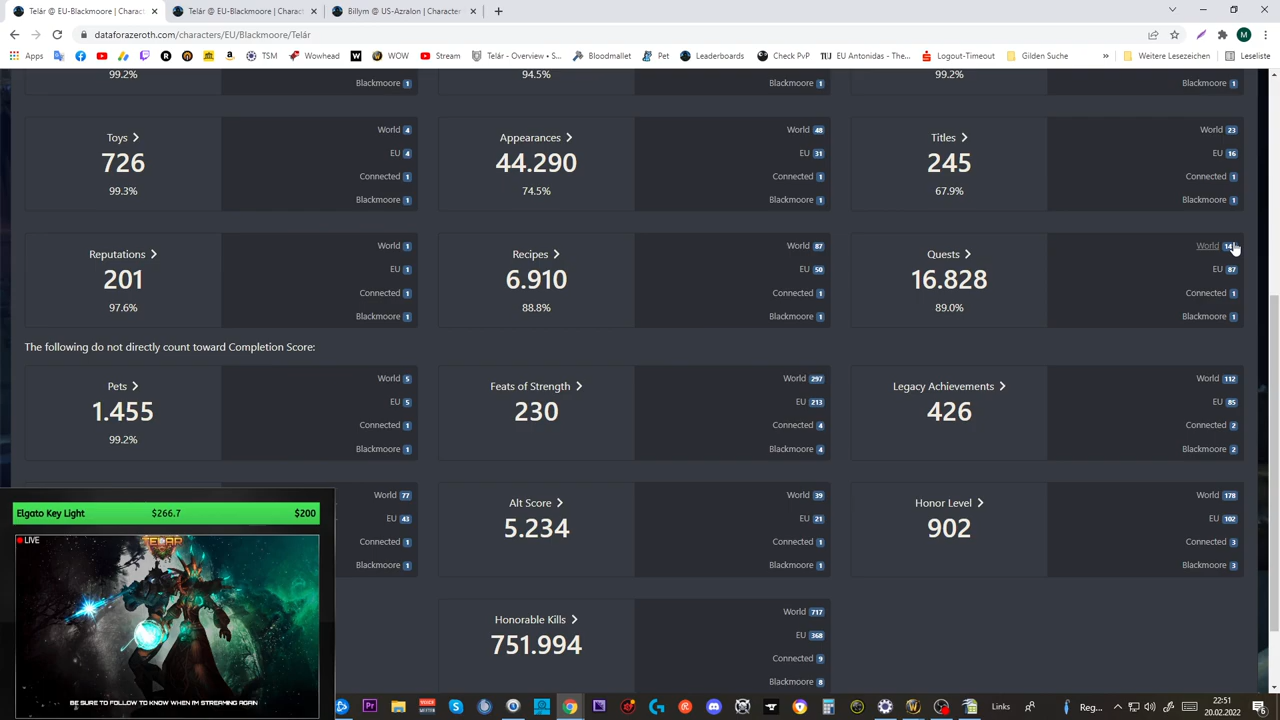 Telár @ EU-Blackmoore | Charact
Telár @ EU-Blackmoore | Charact
Billym @ US-Azralon | Character
dataforazeroth.com/characters/EU/Blackmoore/Telár
M
Apps
TSM
Wowhead
WOW
Stream
Telár - Overview • S...
Bloodmallet
Pet
Leaderboards
Check PvP
EU Antonidas - The...
Logout-Timeout
Gilden Suche
»
Weitere Lesezeichen
Leseliste
99.2%
Blackmoore 1
94.5%
Blackmoore 1
99.2%
Blackmoore 1
Toys
726
99.3%
World 4
EU 4
Connected 1
Blackmoore 1
Appearances
44.290
74.5%
World 48
EU 31
Connected 1
Blackmoore 1
Titles
245
67.9%
World 23
EU 16
Connected 1
Blackmoore 1
Reputations
201
97.6%
World 1
EU 1
Connected 1
Blackmoore 1
Recipes
6.910
88.8%
World 87
EU 50
Connected 1
Blackmoore 1
Quests
16.828
89.0%
World
EU 87
Connected 1
Blackmoore 1
The following do not directly count toward Completion Score:
Pets
1.455
99.2%
World 5
EU 5
Connected 1
Blackmoore 1
Feats of Strength
230
World 297
EU 213
Connected 4
Blackmoore 4
Legacy Achievements
426
World 112
EU 85
Connected 2
Blackmoore 2
World 77
EU 43
Connected 1
Blackmoore 1
Alt Score
5.234
World 39
EU 21
Connected 1
Blackmoore 1
Honor Level
902
World 178
EU 102
Connected 3
Blackmoore 3
Honorable Kills
751.994
World 717
EU 368
Connected 9
Blackmoore 8
Elgato Key Light $266.7 $200
LIVE
TELAR
BE SURE TO FOLLOW TO KNOW WHEN I'M STREAMING AGAIN
Links
Reg...
22:51
20.02.2022